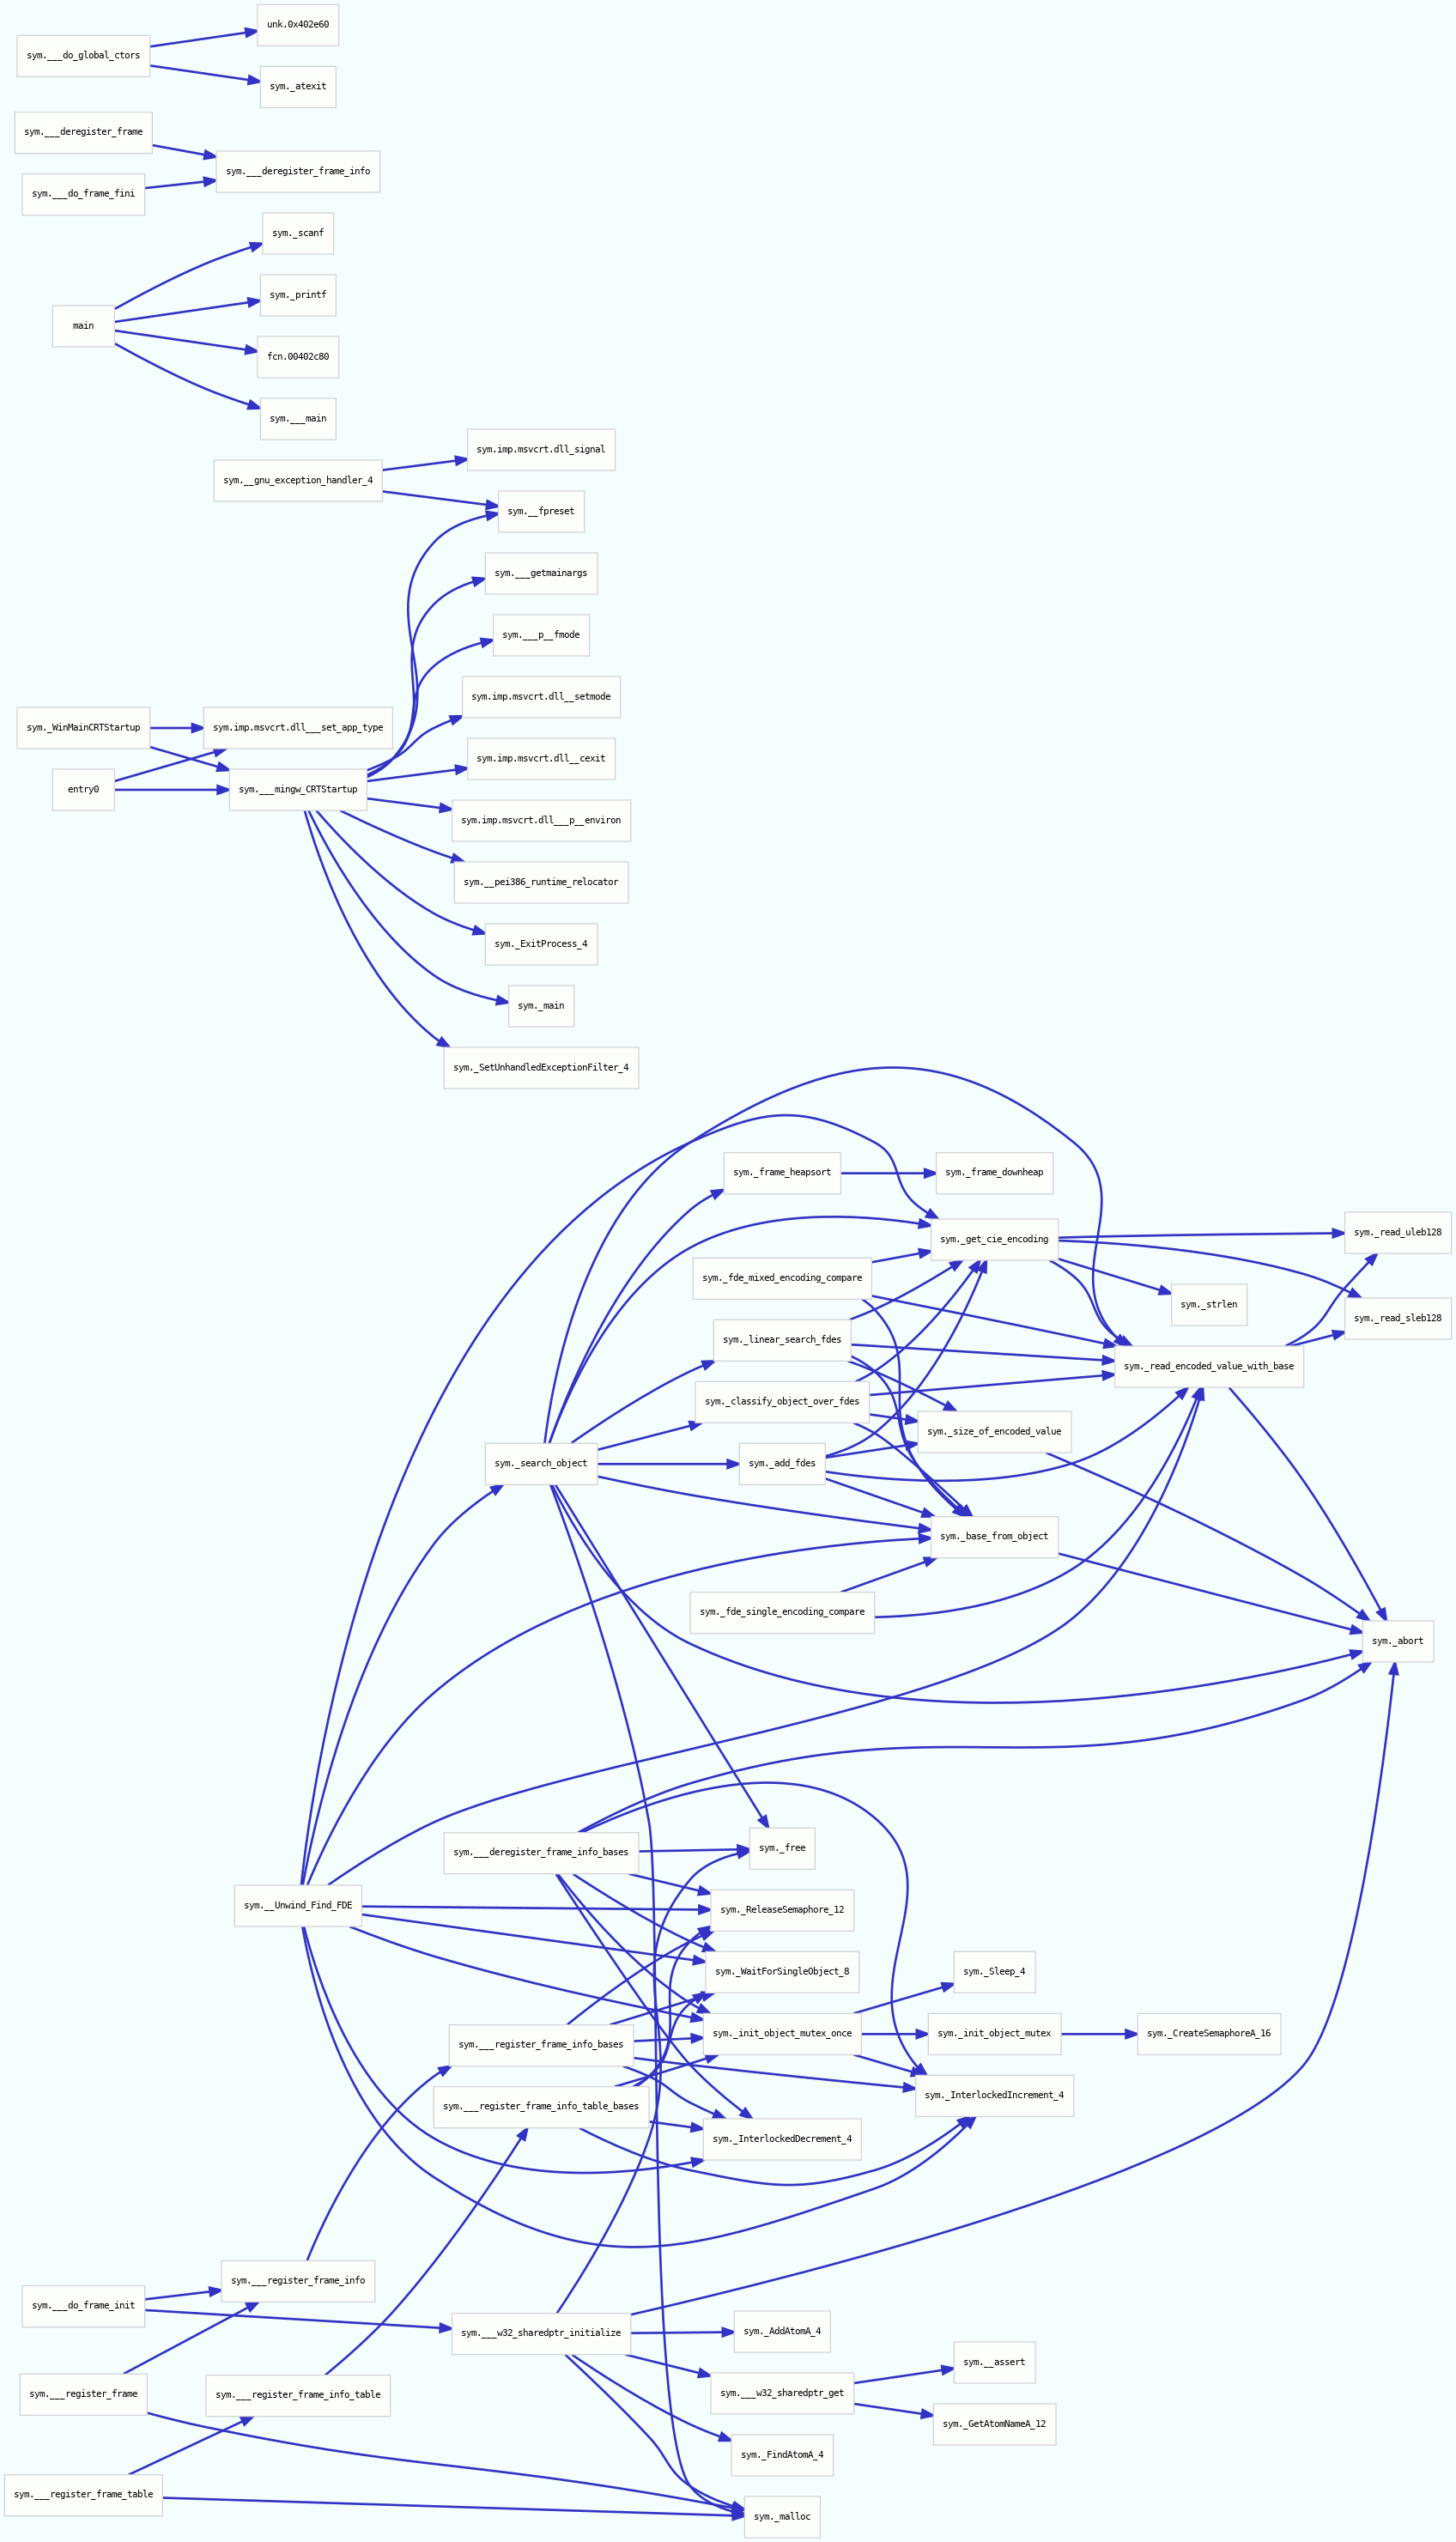 unk.0x402e60
sym.___do_global_ctors
sym._atexit
sym.___deregister_frame
sym.___deregister_frame_info
sym.___do_frame_fini
sym._scanf
sym._printf
main
fcn.00402c80
sym.___main
sym.imp.msvcrt.dll_signal
sym.__gnu_exception_handler_4
sym.__fpreset
sym.___getmainargs
sym.___p__fmode
sym.imp.msvcrt.dll__setmode
sym._WinMainCRTStartup
sym.imp.msvcrt.dll___set_app_type
sym.imp.msvcrt.dll__cexit
entry0
sym.___mingw_CRTStartup
sym.imp.msvcrt.dll___p__environ
sym.__pei386_runtime_relocator
sym._ExitProcess_4
sym._main
sym._SetUnhandledExceptionFilter_4
sym._frame_heapsort
sym._frame_downheap
sym._read_uleb128
sym._get_cie_encoding
sym._fde_mixed_encoding_compare
sym._strlen
sym._read_sleb128
sym._linear_search_fdes
sym._read_encoded_value_with_base
sym._classify_object_over_fdes
sym._size_of_encoded_value
sym._search_object
sym._add_fdes
sym._base_from_object
sym._fde_single_encoding_compare
sym._abort
sym._free
sym.___deregister_frame_info_bases
sym.__Unwind_Find_FDE
sym._ReleaseSemaphore_12
sym._WaitForSingleObject_8
sym._Sleep_4
sym._init_object_mutex_once
sym._init_object_mutex
sym._CreateSemaphoreA_16
sym.___register_frame_info_bases
sym._InterlockedIncrement_4
sym.___register_frame_info_table_bases
sym._InterlockedDecrement_4
sym.___register_frame_info
sym.___do_frame_init
sym.___w32_sharedptr_initialize
sym._AddAtomA_4
sym.__assert
sym.___register_frame
sym.___register_frame_info_table
sym.___w32_sharedptr_get
sym._GetAtomNameA_12
sym._FindAtomA_4
sym.___register_frame_table
sym._malloc